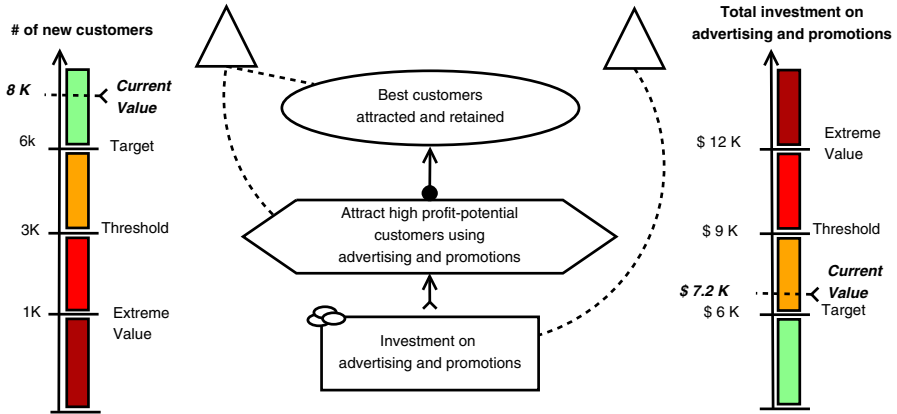 # of new customers
8 K
Current
Value
6k
Target
3K
Threshold
1K
Extreme
Value
Best customers
attracted and retained
Attract high profit-potential
customers using
advertising and promotions
Investment on
advertising and promotions
Total investment on
advertising and promotions
$ 12 K
Extreme
Value
$ 9 K
Threshold
$ 7.2 K
Current
Value
$ 6 K
Target